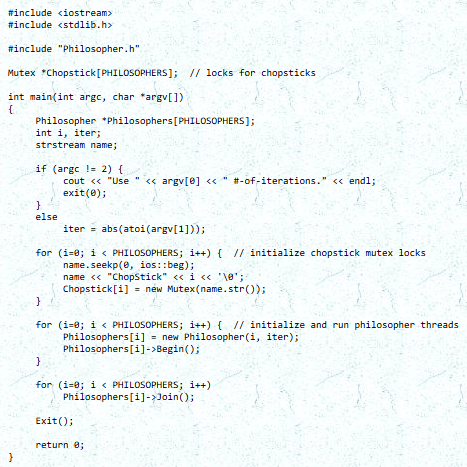 #include <iostream>
#include <stdlib.h>

#include "Philosopher.h"

Mutex *Chopstick[PHILOSOPHERS];  // locks for chopsticks

int main(int argc, char *argv[])
{
     Philosopher *Philosophers[PHILOSOPHERS];
     int i, iter;
     strstream name;

     if (argc != 2) {
          cout << "Use " << argv[0] << " #-of-iterations." << endl;
          exit(0);
     }
     else
          iter = abs(atoi(argv[1]));

     for (i=0; i < PHILOSOPHERS; i++) {  // initialize chopstick mutex locks
          name.seekp(0, ios::beg);
          name << "ChopStick" << i << '\0';
          Chopstick[i] = new Mutex(name.str());
     }

     for (i=0; i < PHILOSOPHERS; i++) {  // initialize and run philosopher threads
          Philosophers[i] = new Philosopher(i, iter);
          Philosophers[i]->Begin();
     }

     for (i=0; i < PHILOSOPHERS; i++)
          Philosophers[i]->Join();

     Exit();

     return 0;
}